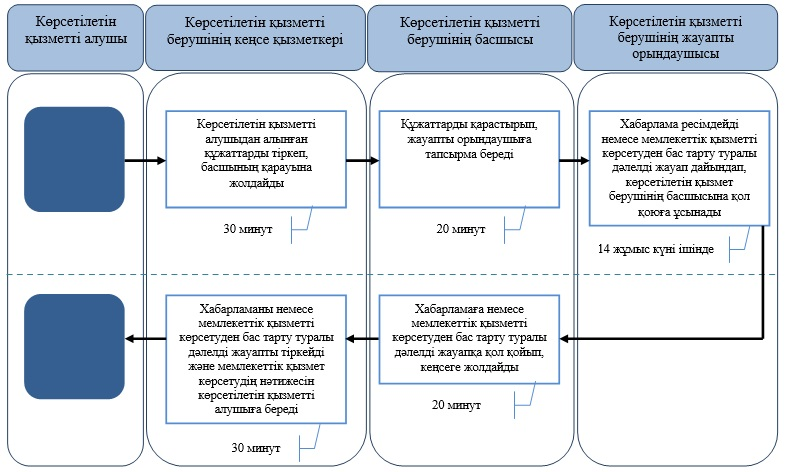 Көрсетілетін
қызметті алушы
Көрсетілетін қызметті
берушінің кеңсе қызметкері
Көрсетілетін қызметті
берушінің басшысы
Көрсетілетін қызметті
берушінің жауапты
орындаушысы
Көрсетілетін қызметті
алушыдан алынған
құжаттарды тіркеп,
басшының қарауына
жолдайды
30 минут
Құжаттарды қарастырып,
жауапты орындаушыға
тапсырма береді
20 минут
Хабарлама ресімдейді
немесе мемлекеттік қызметті
көрсетуден бас тарту туралы
дәлелді жауап дайындап,
көрсетілетін қызмет
берушінің басшысына қол
қоюға ұсынады
14 жұмыс күні ішінде
Хабарламаны немесе
мемлекеттік қызметті
көрсетуден бас тарту туралы
дәлелді жауапты тіркейді
және мемлекеттік қызмет
көрсетудің нәтижесін
көрсетілетін қызметті
алушыға береді
30 минут
Хабарламаға немесе
мемлекеттік қызметті
көрсетуден бас тарту туралы
дәлелді жауапқа қол қойып,
кеңсеге жолдайды
20 минут